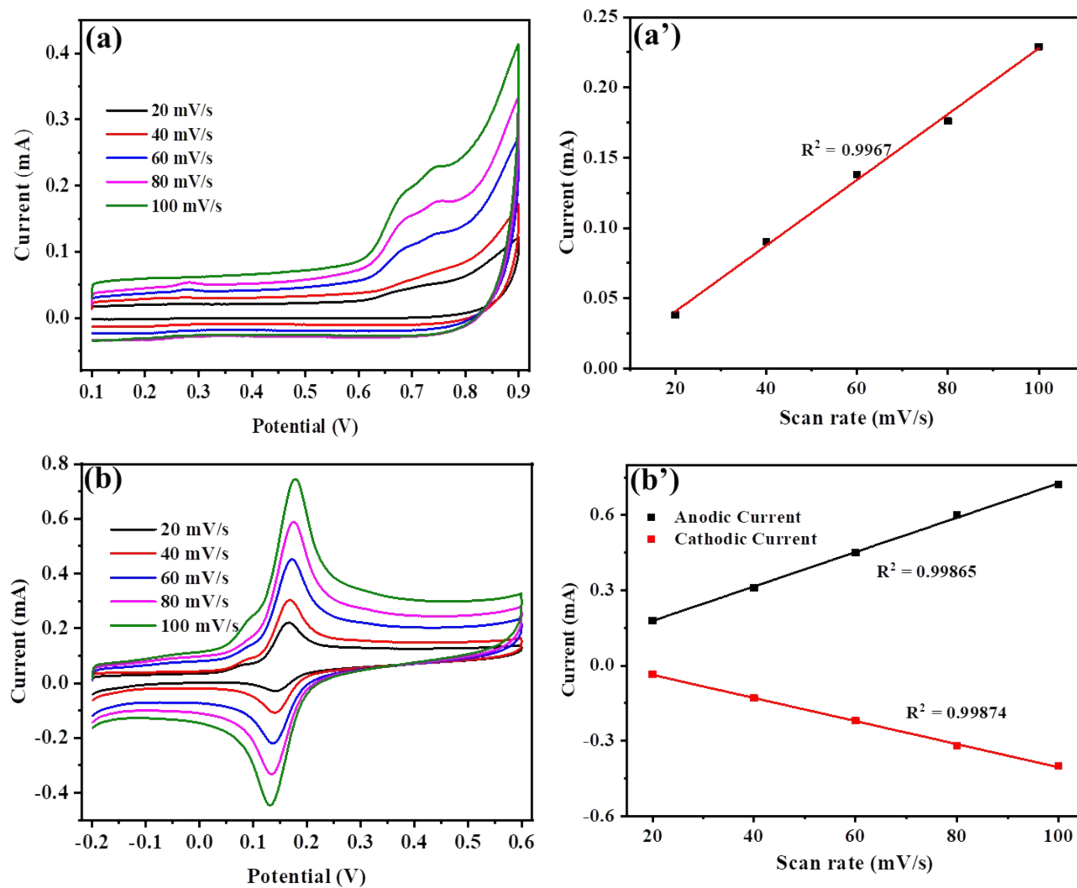 (a)
20 mV/s
40 mV/s
60 mV/s
80 mV/s
100 mV/s
0.4
0.3
0.2
0.1
0.0
Current (mA)
0.1 0.2 0.3 0.4 0.5 0.6 0.7 0.8 0.9
Potential (V)
(a')
R² = 0.9967
0.25
0.20
0.15
0.10
0.05
0.00
Current (mA)
20 40 60 80 100
Scan rate (mV/s)
(b)
20 mV/s
40 mV/s
60 mV/s
80 mV/s
100 mV/s
0.8
0.6
0.4
0.2
0.0
-0.2
-0.4
Current (mA)
-0.2 -0.1 0.0 0.1 0.2 0.3 0.4 0.5 0.6
Potential (V)
(b')
Anodic Current
Cathodic Current
R² = 0.99865
R² = 0.99874
0.6
0.3
0.0
-0.3
-0.6
Current (mA)
20 40 60 80 100
Scan rate (mV/s)